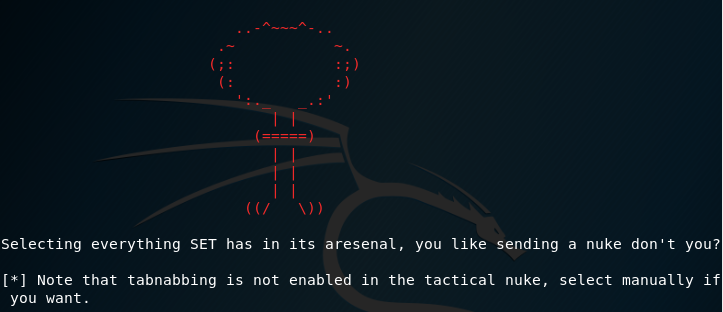 Selecting everything SET has in its aresenal, you like sending a nuke don't you?
[*] Note that tabnabbing is not enabled in the tactical nuke, select manually if
you want.